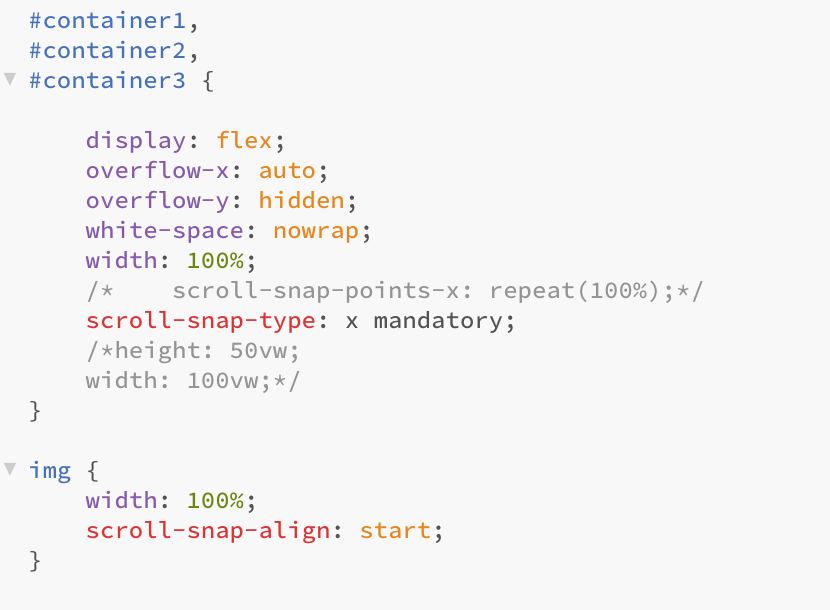 #container1,
#container2,
#container3 {
display: flex;
overflow-x: auto;
overflow-y: hidden;
white-space: nowrap;
width: 100%;
/*    scroll-snap-points-x: repeat(100%);*/
scroll-snap-type: x mandatory;
/*height: 50vw;
width: 100vw;*/
}
img {
width: 100%;
scroll-snap-align: start;
}